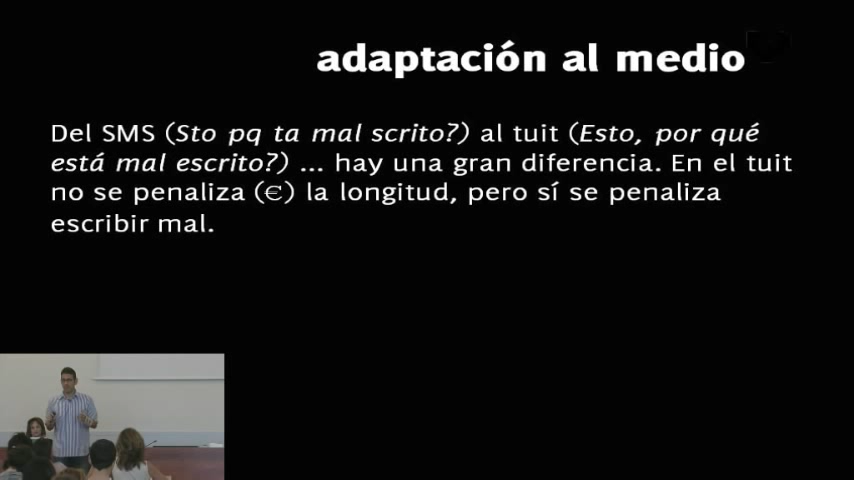 adaptación al medio
Del SMS (Sto pq ta mal scrito?) al tuit (Esto, por qué
está mal escrito?) ... hay una gran diferencia. En el tuit
no se penaliza (€) la longitud, pero sí se penaliza
escribir mal.